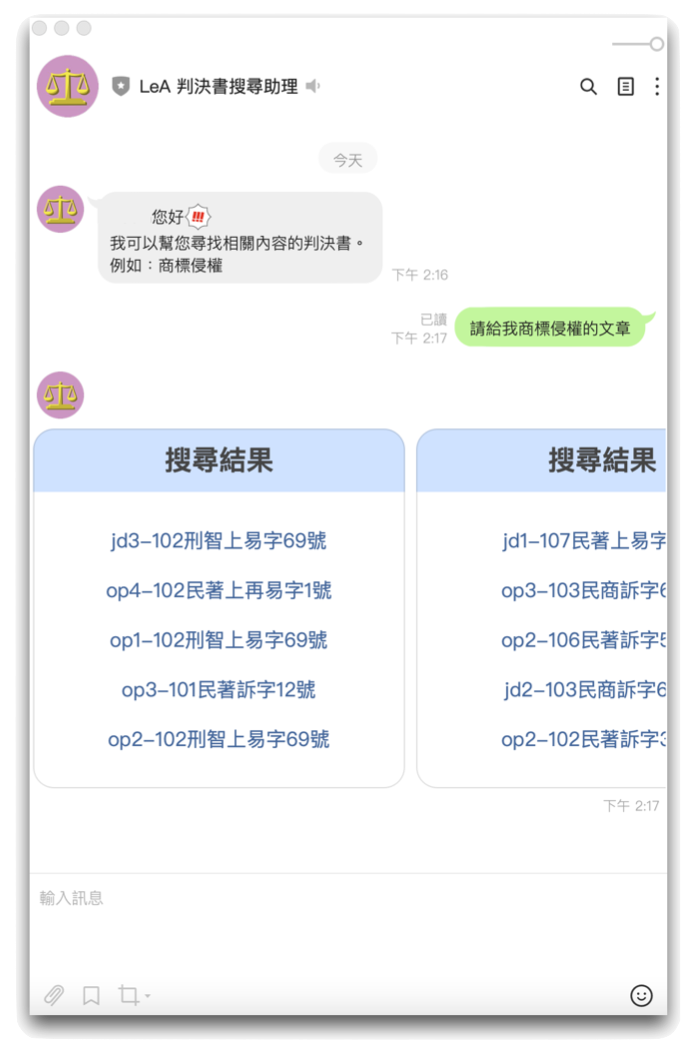 LeA 判決書搜尋助理
今天
您好!!!
我可以幫您尋找相關內容的判決書。
例如：商標侵權
下午 2:16
已讀
下午 2:17
請給我商標侵權的文章
搜尋結果
jd3-102刑智上易字69號
op4-102民著上再易字1號
op1-102刑智上易字69號
op3-101民著訴字12號
op2-102刑智上易字69號
搜尋結果
jd1-107民著上易字
op3-103民商訴字6
op2-106民著訴字5
jd2-103民商訴字6
op2-102民著訴字3
下午 2:17
輸入訊息